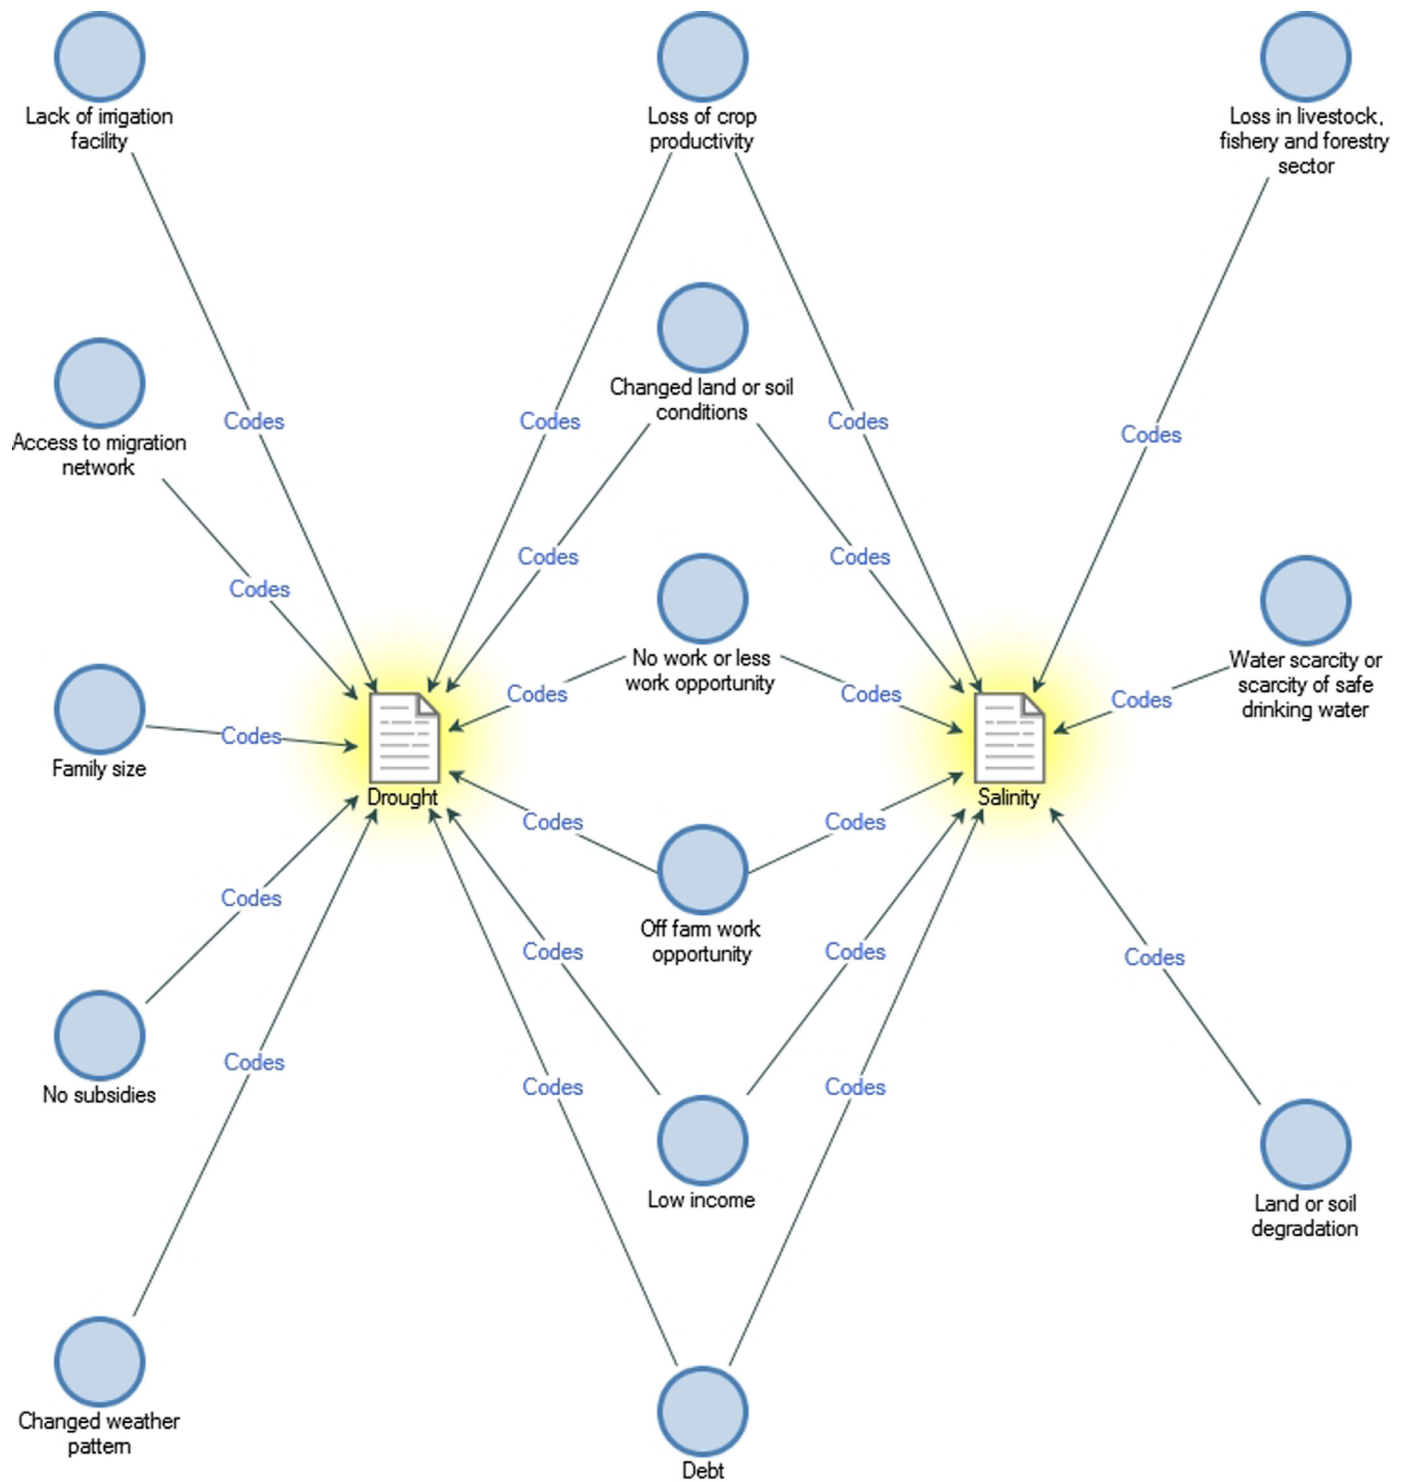 Lack of irrigation
facility
Loss of crop
productivity
Loss in livestock,
fishery and forestry
sector
Changed land or soil
conditions
Codes
Codes
Codes
Codes
Access to migration
network
Codes
Codes
Codes
No work or less
work opportunity
Water scarcity or
scarcity of safe
drinking water
Codes
Codes
Codes
Codes
Family size
Drought
Salinity
Codes
Codes
Codes
Off farm work
opportunity
Codes
Codes
Codes
Codes
Codes
Codes
No subsidies
Low income
Land or soil
degradation
Changed weather
pattern
Debt